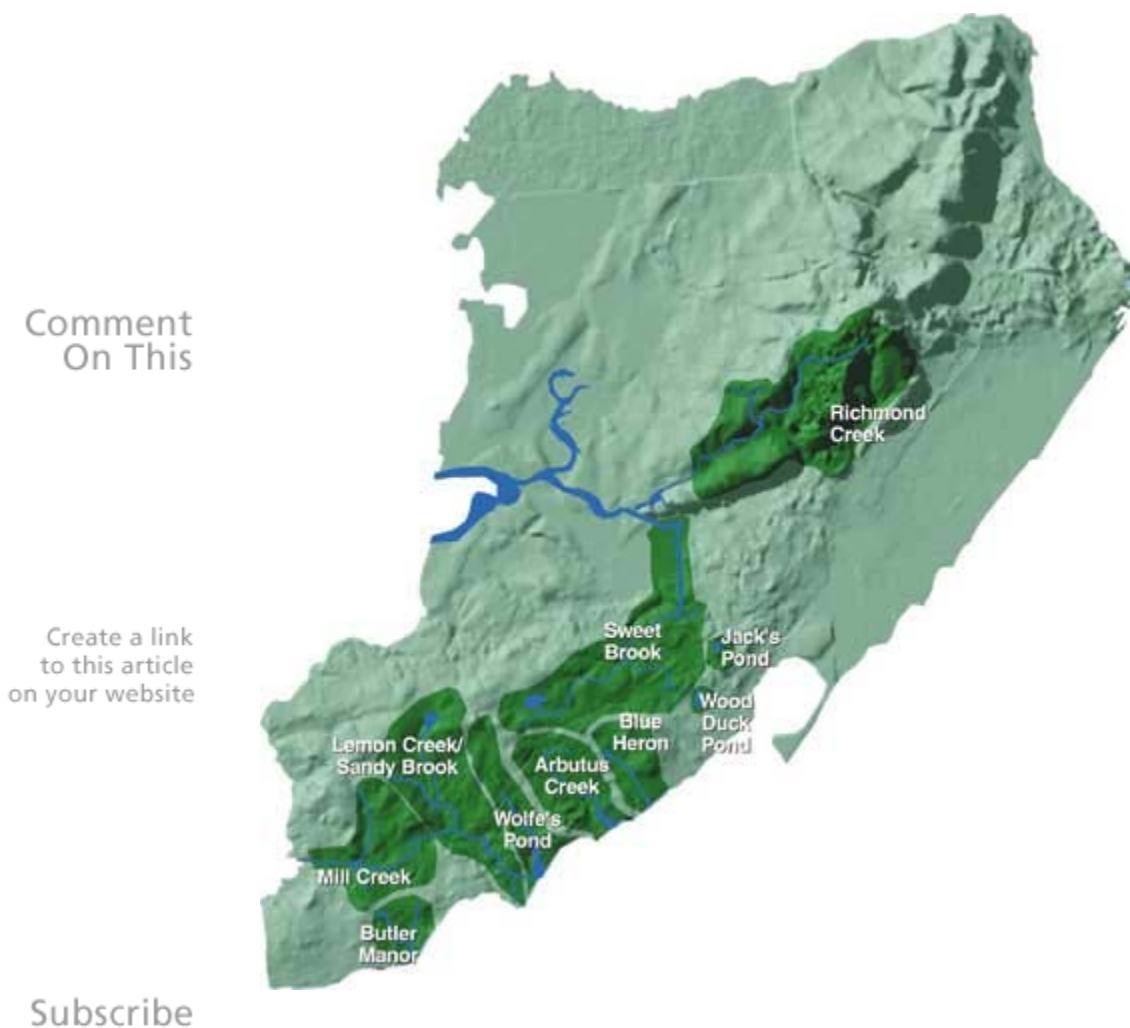 Comment
On This
Richmond
Creek
Create a link
to this article
on your website
Sweet
Brook
Jack's
Pond
Wood
Duck
Pond
Blue
Heron
Lemon Creek/
Sandy Brook
Arbutus
Creek
Wolfe's
Pond
Mill Creek
Butler
Manor
Subscribe